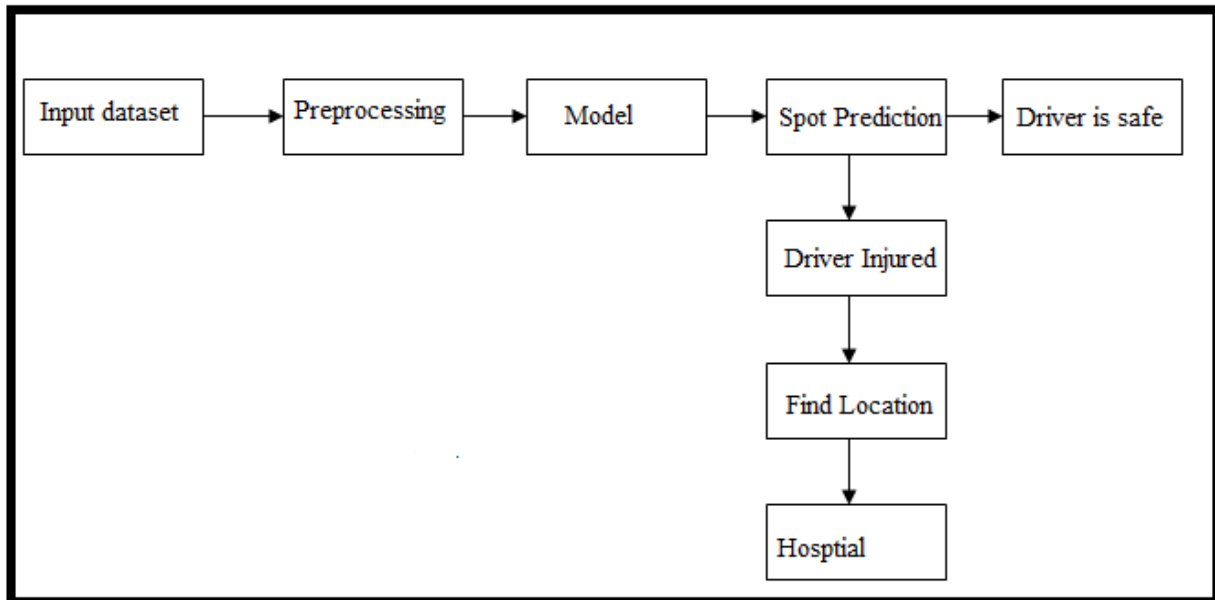 Input dataset
Preprocessing
Model
Spot Prediction
Driver is safe
Driver Injured
Find Location
Hosptial